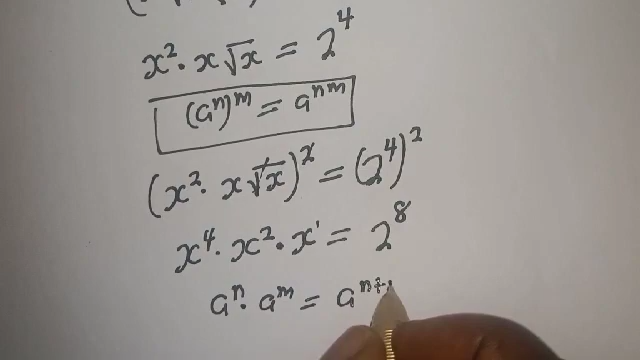 x² · x√x = 2⁴
(aⁿ)ᵐ = aⁿᵐ
(x² · x√x)² = (2⁴)²
x⁴ · x² · x¹ = 2⁸
aⁿ · aᵐ = aⁿ⁺